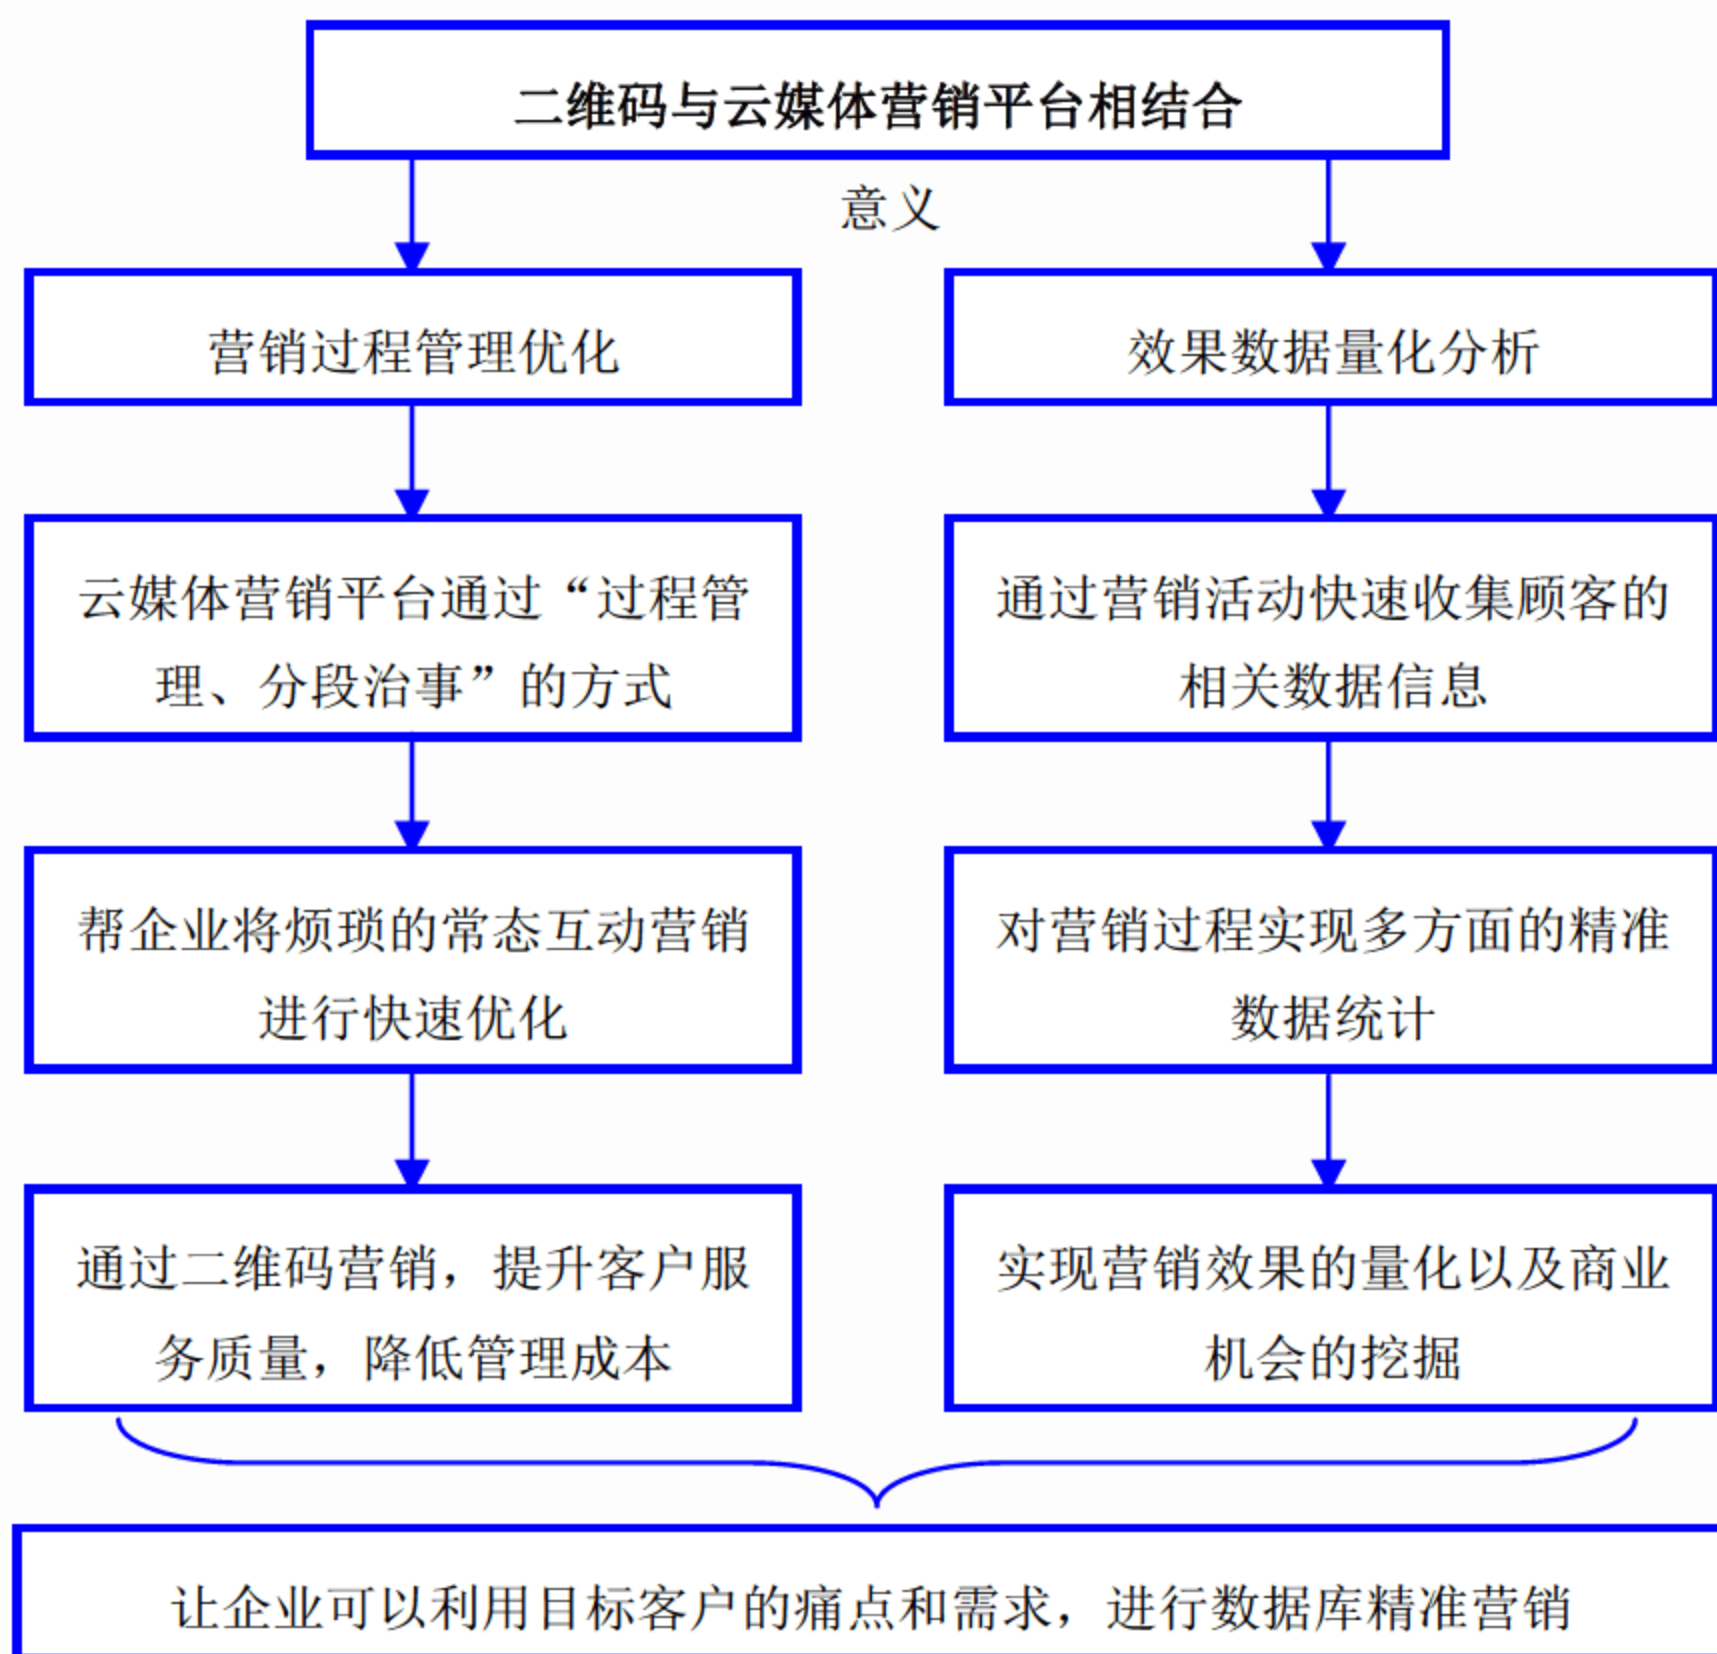 二维码与云媒体营销平台相结合
意义
营销过程管理优化
云媒体营销平台通过“过程管
理、分段治事”的方式
帮企业将烦琐的常态互动营销
进行快速优化
通过二维码营销，提升客户服
务质量，降低管理成本
效果数据量化分析
通过营销活动快速收集顾客的
相关数据信息
对营销过程实现多方面的精准
数据统计
实现营销效果的量化以及商业
机会的挖掘
让企业可以利用目标客户的痛点和需求，进行数据库精准营销